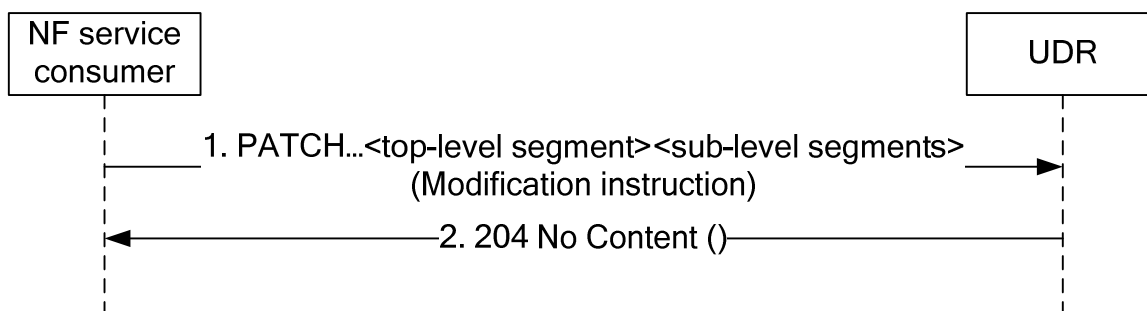 NF service
consumer
UDR
1. PATCH...<top-level segment><sub-level segments>
(Modification instruction)
2. 204 No Content ()